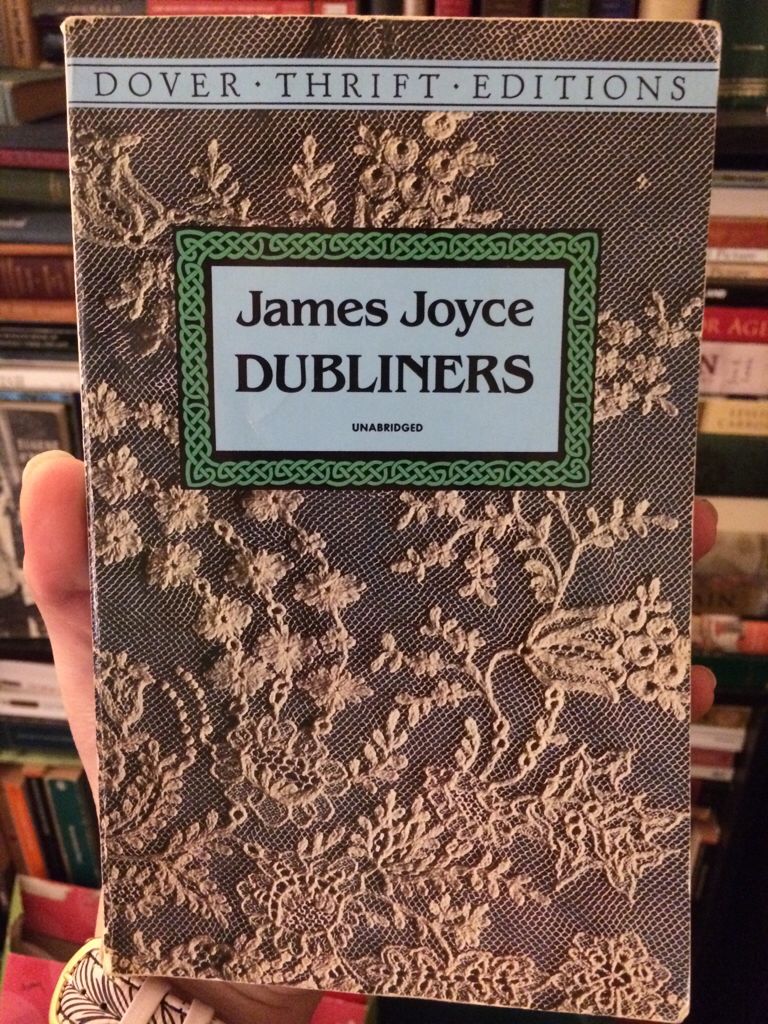 DOVER · THRIFT · EDITIONS
James Joyce
DUBLINERS
UNABRIDGED